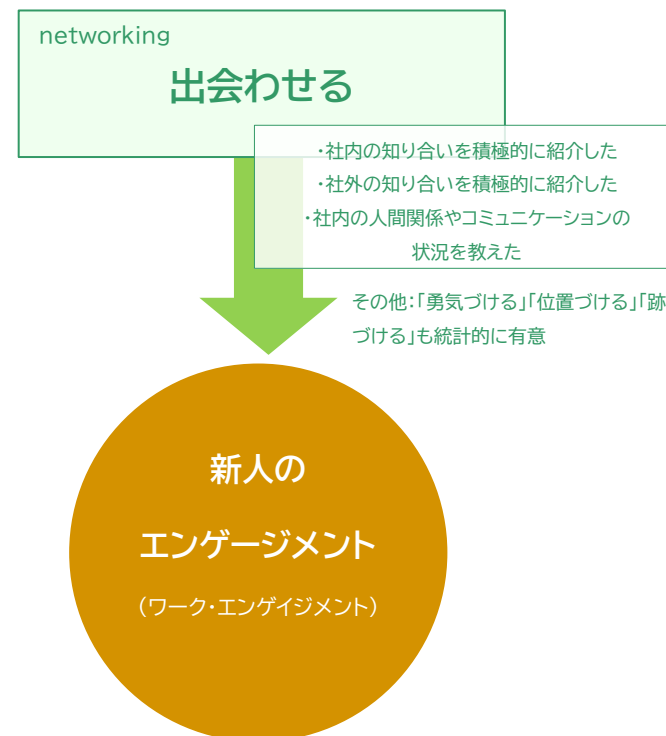 networking
出会わせる
・社内の知り合いを積極的に紹介した
・社外の知り合いを積極的に紹介した
・社内の人間関係やコミュニケーションの
状況を教えた
その他:「勇気づける」「位置づける」「跡
づける」も統計的に有意
新人の
エンゲージメント
（ワーク・エンゲイジメント）